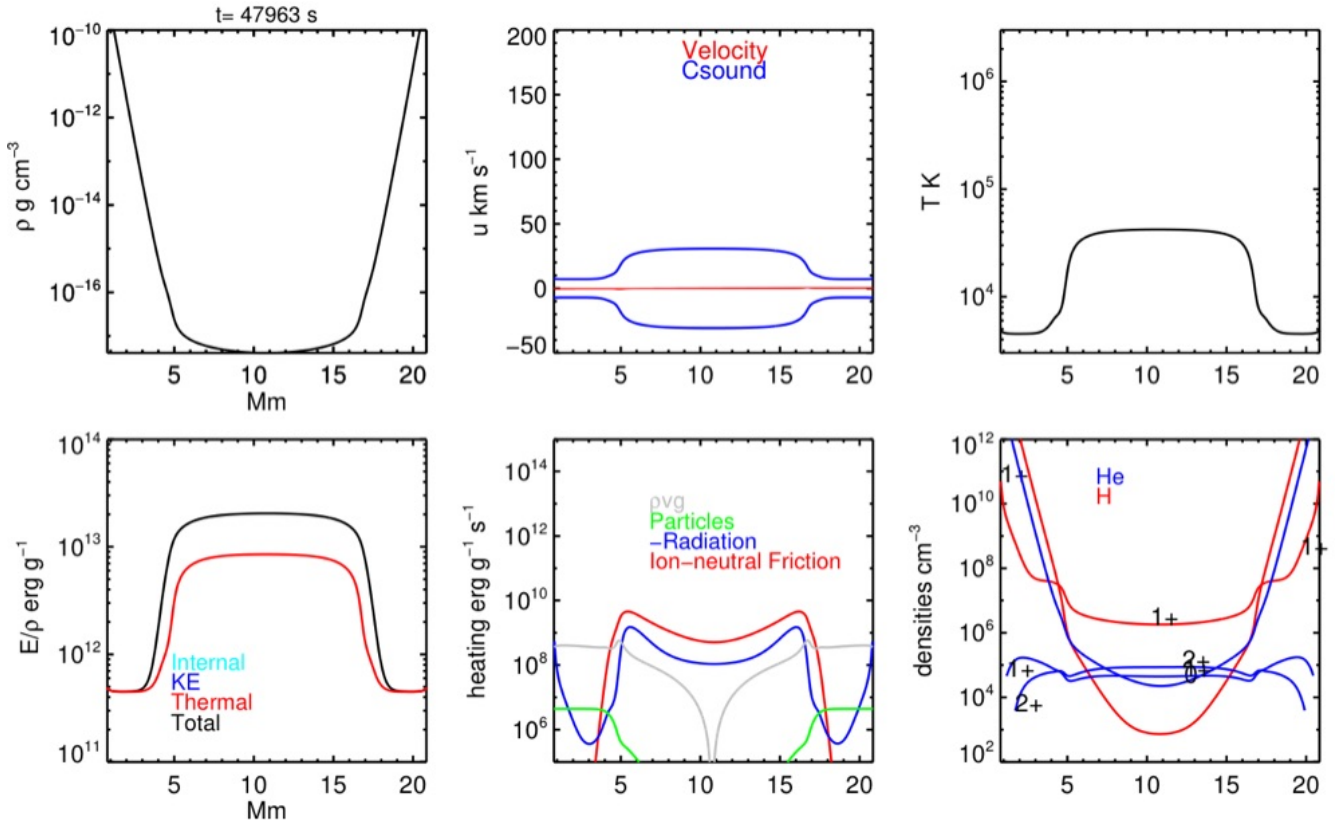 t= 47963 s
10⁻¹⁰
10⁻¹²
10⁻¹⁴
10⁻¹⁶
ρ g cm⁻³
5 10 15 20
Mm
200
150
100
50
0
−50
u km s⁻¹
Velocity
Csound
5 10 15 20
10⁶
10⁵
10⁴
T K
5 10 15 20
10¹⁴
10¹³
10¹²
10¹¹
E/ρ erg g⁻¹
Internal
KE
Thermal
Total
5 10 15 20
Mm
10¹⁴
10¹²
10¹⁰
10⁸
10⁶
heating erg g⁻¹ s⁻¹
ρvg
Particles
−Radiation
Ion−neutral Friction
5 10 15 20
10¹²
10¹⁰
10⁸
10⁶
10⁴
10²
densities cm⁻³
He
H
1+
1+
1+
2+
0
1+
2+
5 10 15 20